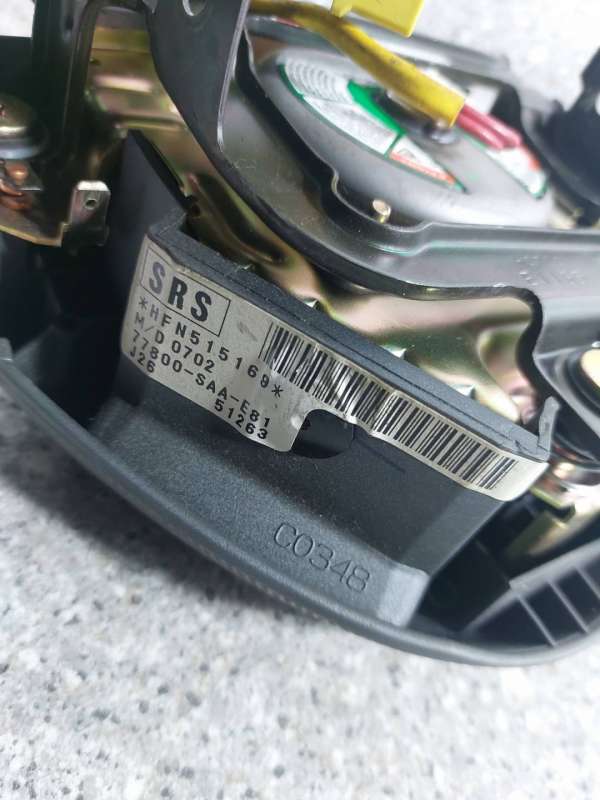 SRS
*HFN515169*
M/D 0702
77800-SAA-E81
J26 51263
C0348